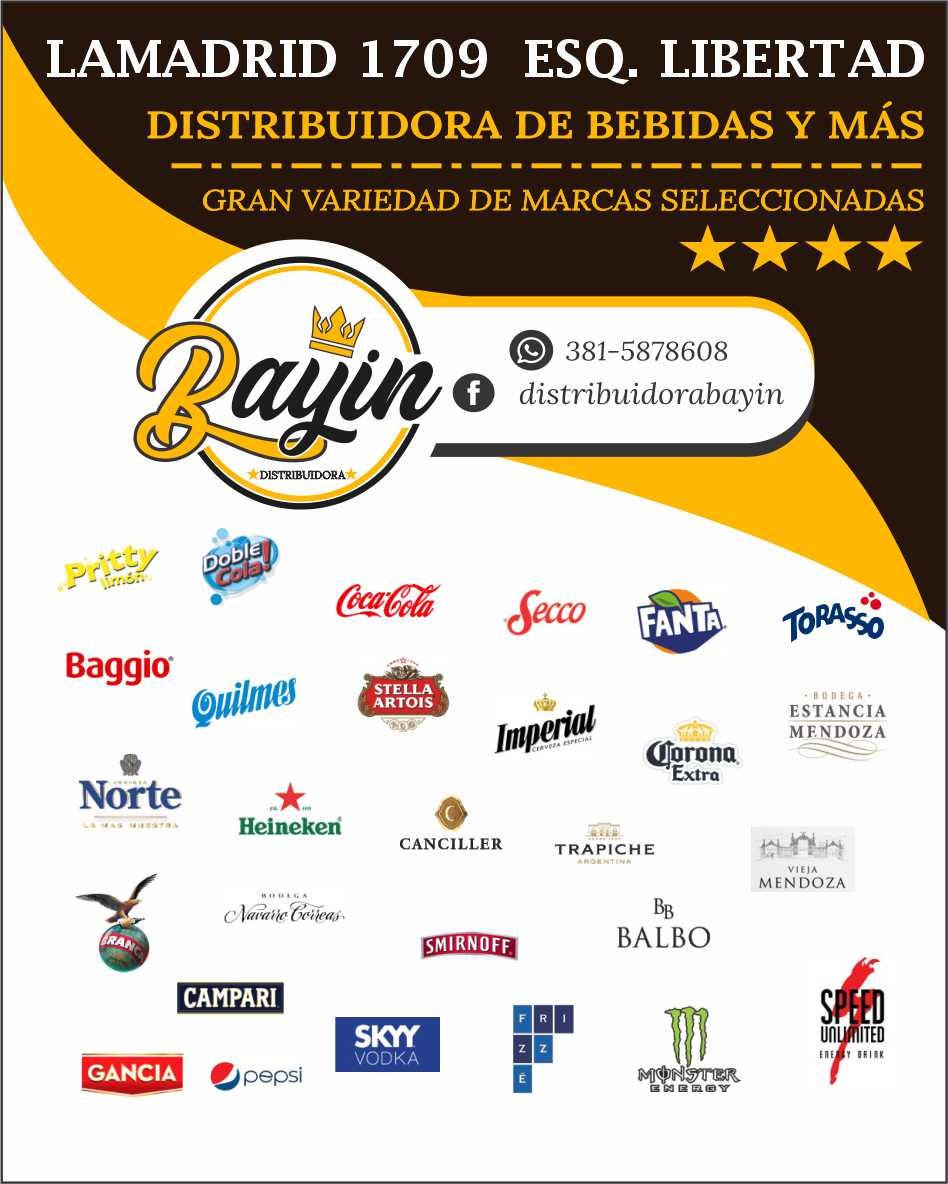 LAMADRID 1709 ESQ. LIBERTAD
DISTRIBUIDORA DE BEBIDAS Y MÁS
GRAN VARIEDAD DE MARCAS SELECCIONADAS
Bayin
DISTRIBUIDORA
381-5878608
distribuidorabayin
Pritty
limón
DOBLE
Cola!
Coca-Cola
Secco
FANTA
TORASSO
Baggio
Quilmes
STELLA
ARTOIS
Imperial
CERVEZA ESPECIAL
Corona
Extra
BODEGA
ESTANCIA
MENDOZA
Norte
LA MAS NUESTRA
Heineken
C
CANCILLER
TRAPICHE
ARGENTINA
VIEJA
MENDOZA
BRANCA
BODEGA
Navarro Correas
SMIRNOFF
BB
BALBO
CAMPARI
SKYY
VODKA
FRI
ZZ
É
MONSTER
ENERGY
SPEED
UNLIMITED
ENERGY DRINK
GANCIA
pepsi